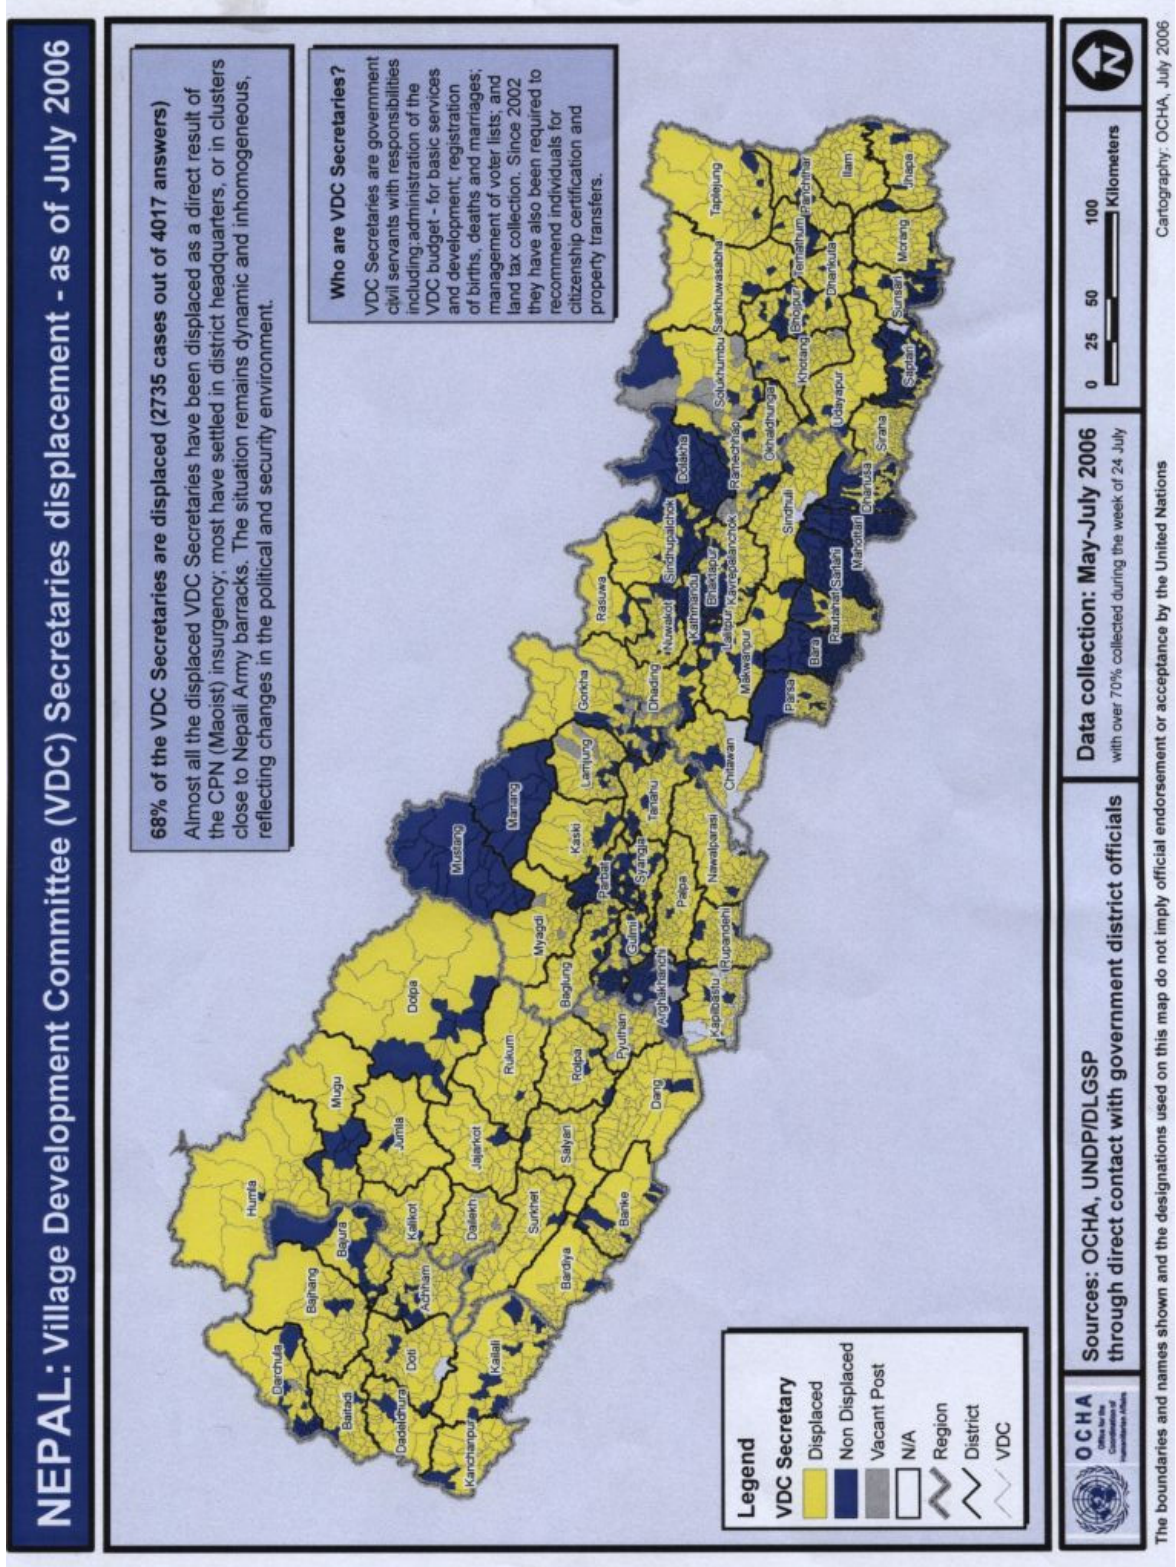 NEPAL: Village Development Committee (VDC) Secretaries displacement - as of July 2006
68% of the VDC Secretaries are displaced (2735 cases out of 4017 answers)
Almost all the displaced VDC Secretaries have been displaced as a direct result of
the CPN (Maoist) insurgency; most have settled in district headquarters, or in clusters
close to Nepali Army barracks. The situation remains dynamic and inhomogeneous,
reflecting changes in the political and security environment.
Who are VDC Secretaries?
VDC Secretaries are government
civil servants with responsibilities
including;administration of the
VDC budget - for basic services
and development; registration
of births, deaths and marriages;
management of voter lists; and
land tax collection. Since 2002
they have also been required to
recommend individuals for
citizenship certification and
property transfers.
Darchula
Baitadi
Dadeldhura
Kanchanpur
Bajhang
Doti
Kailali
Humla
Bajura
Achham
Mugu
Jumla
Kalikot
Dailekh
Jajarkot
Surkhet
Bardiya
Banke
Salyan
Dolpa
Rukum
Rolpa
Dang
Pyuthan
Mustang
Manang
Myagdi
Baglung
Kaski
Parbat
Gulmi
Syangja
Arghakhanchi
Palpa
Kapilbastu
Rupandehi
Nawalparasi
Lamjung
Tanahu
Gorkha
Dhading
Chitawan
Rasuwa
Nuwakot
Sindhupalchok
Kathmandu
Bhaktapur
Lalitpur
Kavrepalanchok
Makwanpur
Parsa
Bara
Rautahat
Sarlahi
Mahottari
Dhanusa
Dolakha
Ramechhap
Sindhuli
Solukhumbu
Okhaldhunga
Khotang
Udayapur
Siraha
Saptari
Sankhuwasabha
Bhojpur
Dhankuta
Terhathum
Sunsari
Morang
Taplejung
Panchthar
Ilam
Jhapa
Legend
VDC Secretary
Displaced
Non Displaced
Vacant Post
N/A
Region
District
VDC
OCHA
Office for the
Coordination of
Humanitarian Affairs
Sources: OCHA, UNDP/DLGSP
through direct contact with government district officials
Data collection: May-July 2006
with over 70% collected during the week of 24 July
0 25 50 100
Kilometers
N
The boundaries and names shown and the designations used on this map do not imply official endorsement or acceptance by the United Nations
Cartography: OCHA, July 2006